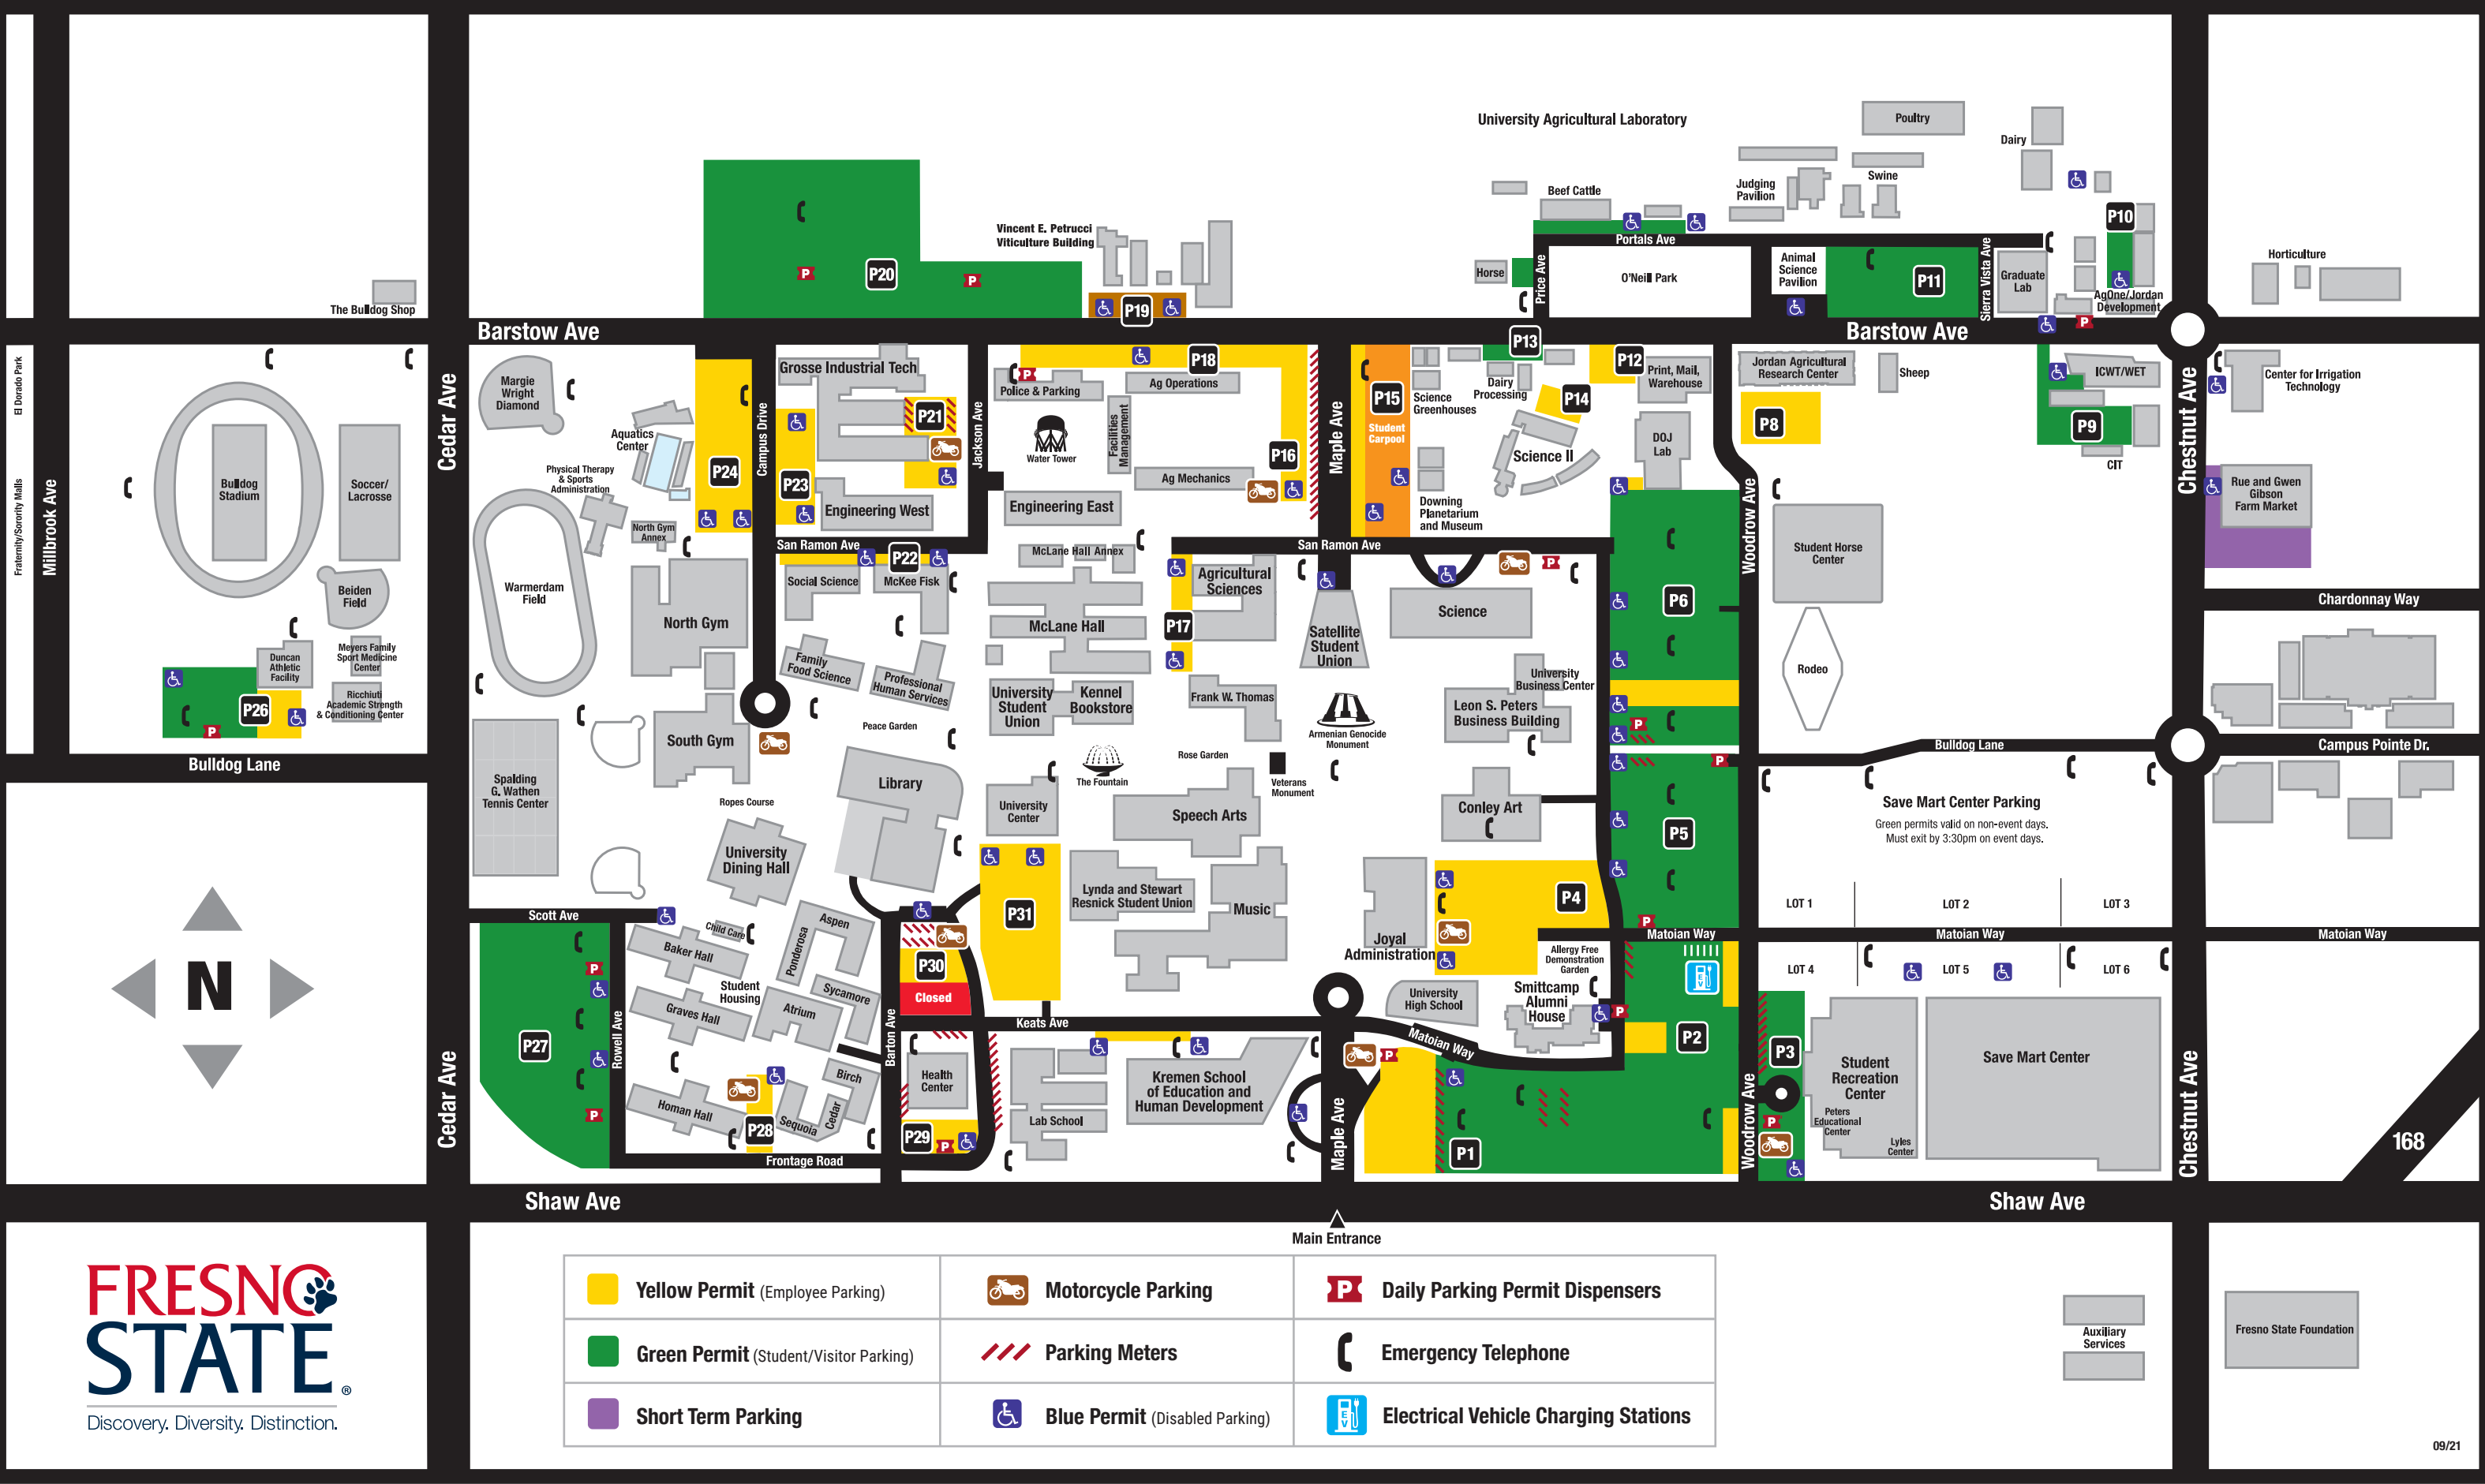 University Agricultural Laboratory
Poultry
Dairy
Judging
Pavilion
Swine
Beef Cattle
P10
Vincent E. Petrucci
Viticulture Building
Portals Ave
Horse
Price Ave
O'Neill Park
Animal
Science
Pavilion
P11
Sierra Vista Ave
Graduate
Lab
AgOne/Jordan
Development
Horticulture
P
P20
P
P19
The Bulldog Shop
Barstow Ave
Barstow Ave
P
El Dorado Park
Fraternity/Sorority Malls
Millbrook Ave
Bulldog
Stadium
Soccer/
Lacrosse
Beiden
Field
Duncan
Athletic
Facility
Meyers Family
Sport Medicine
Center
Ricchiuti
Academic Strength
& Conditioning Center
P26
P
Bulldog Lane
Cedar Ave
Margie
Wright
Diamond
Aquatics
Center
Physical Therapy
& Sports
Administration
North Gym
Annex
Warmerdam
Field
North Gym
South Gym
Spalding
G. Wathen
Tennis Center
P24
Campus Drive
Grosse Industrial Tech
P21
P23
Engineering West
San Ramon Ave
P22
Social Science
McKee Fisk
Family
Food Science
Professional
Human Services
Peace Garden
Library
Ropes Course
University
Dining Hall
Jackson Ave
P
Police & Parking
P18
Ag Operations
Water Tower
Facilities
Management
Ag Mechanics
P16
Engineering East
McLane Hall Annex
McLane Hall
San Ramon Ave
Agricultural
Sciences
P17
University
Student
Union
Kennel
Bookstore
Frank W. Thomas
The Fountain
Rose Garden
Veterans
Monument
Armenian Genocide
Monument
Satellite
Student
Union
University
Center
Speech Arts
Lynda and Stewart
Resnick Student Union
Music
P31
Maple Ave
P15
Student
Carpool
Science
Greenhouses
Dairy
Processing
P13
P12
Print, Mail,
Warehouse
P14
Science II
DOJ
Lab
Downing
Planetarium
and Museum
P
Science
University
Business Center
Leon S. Peters
Business Building
Conley Art
Woodrow Ave
P6
P
P
P5
P
Jordan Agricultural
Research Center
Sheep
P8
Student Horse
Center
Rodeo
Bulldog Lane
ICWT/WET
P9
CIT
Chestnut Ave
Center for Irrigation
Technology
Rue and Gwen
Gibson
Farm Market
Chardonnay Way
Campus Pointe Dr.
Save Mart Center Parking
Green permits valid on non-event days.
Must exit by 3:30pm on event days.
LOT 1
LOT 2
LOT 3
Matoian Way
Matoian Way
Matoian Way
LOT 4
LOT 5
LOT 6
Joyal
Administration
P4
Allergy Free
Demonstration
Garden
University
High School
Smittcamp
Alumni
House
P
EV
P2
Matoian Way
P
P1
P3
P
Woodrow Ave
Student
Recreation
Center
Peters
Educational
Center
Lyles
Center
Save Mart Center
Chestnut Ave
168
N
Cedar Ave
Scott Ave
P
P27
P
Rowell Ave
Child Care
Baker Hall
Student
Housing
Graves Hall
Homan Hall
Aspen
Ponderosa
Sycamore
Atrium
Birch
Cedar
Sequoia
P28
Frontage Road
Barton Ave
P30
Closed
Keats Ave
Health
Center
P29
P
Lab School
Kremen School
of Education and
Human Development
Maple Ave
Shaw Ave
Shaw Ave
Main Entrance
FRESNO
STATE®
Discovery. Diversity. Distinction.
Yellow Permit (Employee Parking)
Motorcycle Parking
P Daily Parking Permit Dispensers
Green Permit (Student/Visitor Parking)
Parking Meters
Emergency Telephone
Short Term Parking
Blue Permit (Disabled Parking)
EV Electrical Vehicle Charging Stations
Auxiliary
Services
Fresno State Foundation
09/21